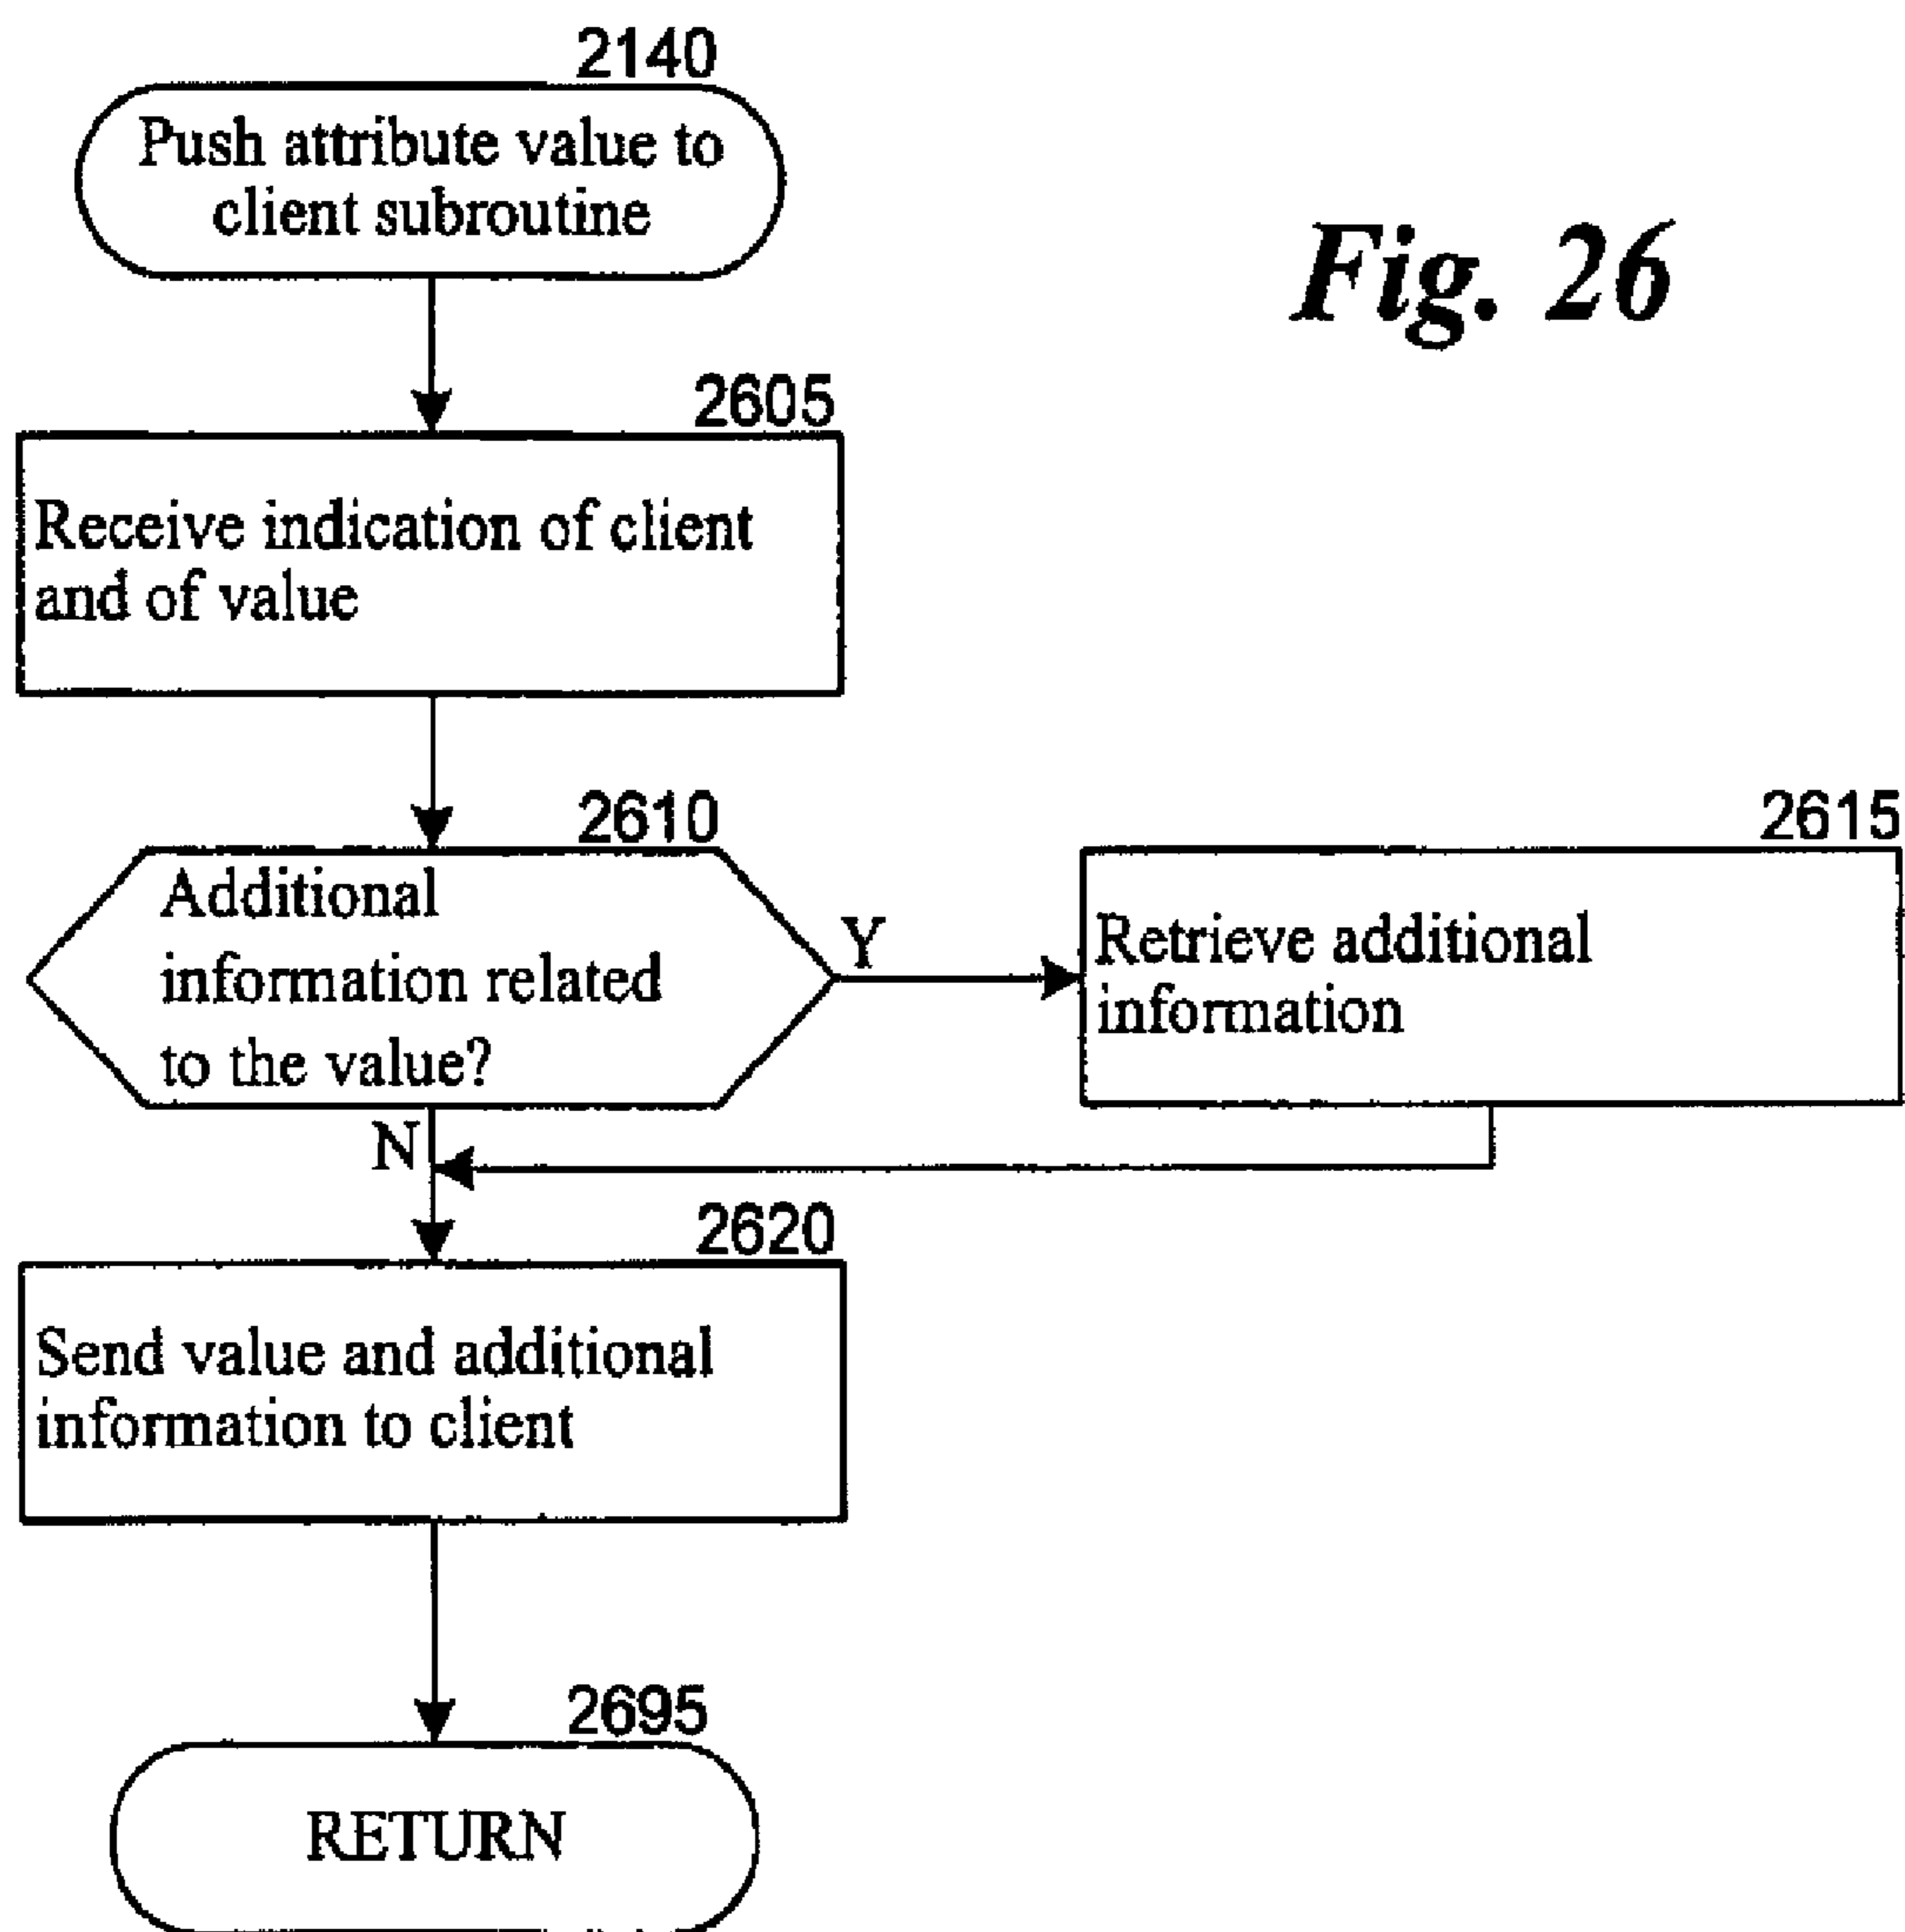 2140
Push attribute value to
client subroutine
Fig. 26
2605
Receive indication of client
and of value
2610
Additional
information related
to the value?
Y
N
2615
Retrieve additional
information
2620
Send value and additional
information to client
2695
RETURN